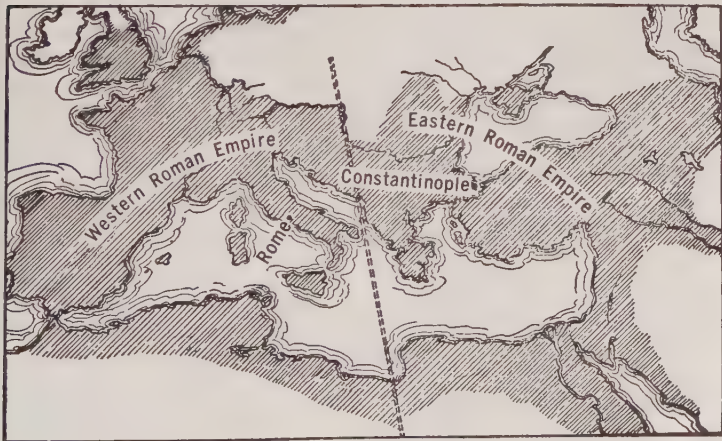 Western Roman Empire
Eastern Roman Empire
Constantinople
Rome